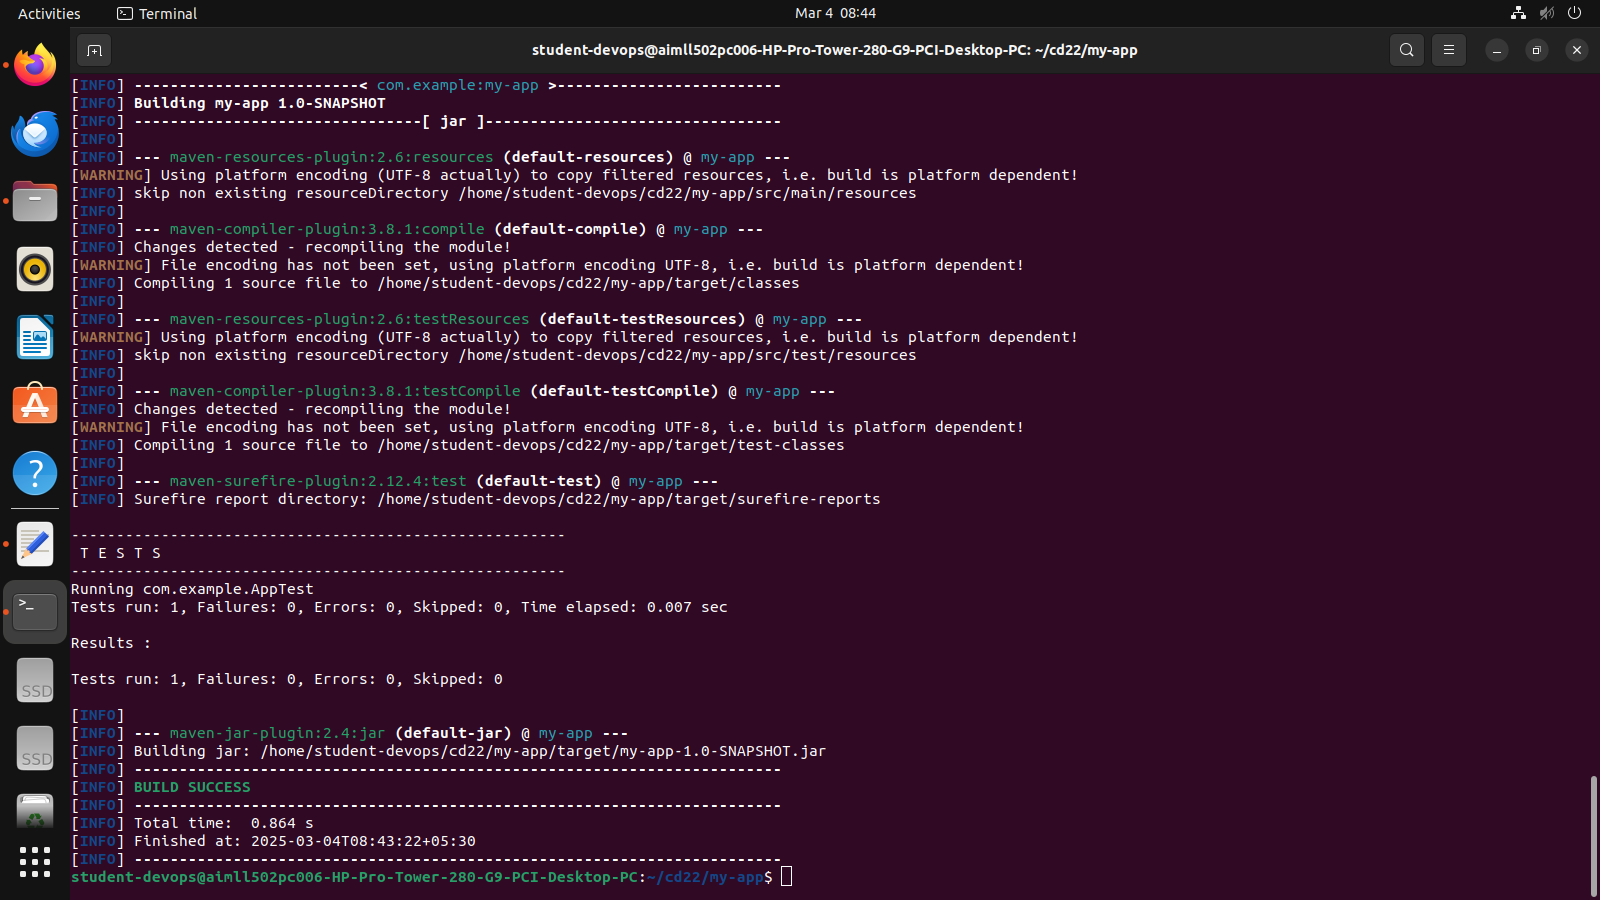 Activities
Terminal
Mar 4  08:44
student-devops@aimll502pc006-HP-Pro-Tower-280-G9-PCI-Desktop-PC: ~/cd22/my-app
[INFO] -------------------------< com.example:my-app >-------------------------
[INFO] Building my-app 1.0-SNAPSHOT
[INFO] --------------------------------[ jar ]---------------------------------
[INFO]
[INFO] --- maven-resources-plugin:2.6:resources (default-resources) @ my-app ---
[WARNING] Using platform encoding (UTF-8 actually) to copy filtered resources, i.e. build is platform dependent!
[INFO] skip non existing resourceDirectory /home/student-devops/cd22/my-app/src/main/resources
[INFO]
[INFO] --- maven-compiler-plugin:3.8.1:compile (default-compile) @ my-app ---
[INFO] Changes detected - recompiling the module!
[WARNING] File encoding has not been set, using platform encoding UTF-8, i.e. build is platform dependent!
[INFO] Compiling 1 source file to /home/student-devops/cd22/my-app/target/classes
[INFO]
[INFO] --- maven-resources-plugin:2.6:testResources (default-testResources) @ my-app ---
[WARNING] Using platform encoding (UTF-8 actually) to copy filtered resources, i.e. build is platform dependent!
[INFO] skip non existing resourceDirectory /home/student-devops/cd22/my-app/src/test/resources
[INFO]
[INFO] --- maven-compiler-plugin:3.8.1:testCompile (default-testCompile) @ my-app ---
[INFO] Changes detected - recompiling the module!
[WARNING] File encoding has not been set, using platform encoding UTF-8, i.e. build is platform dependent!
[INFO] Compiling 1 source file to /home/student-devops/cd22/my-app/target/test-classes
[INFO]
[INFO] --- maven-surefire-plugin:2.12.4:test (default-test) @ my-app ---
[INFO] Surefire report directory: /home/student-devops/cd22/my-app/target/surefire-reports
-------------------------------------------------------
T E S T S
-------------------------------------------------------
Running com.example.AppTest
Tests run: 1, Failures: 0, Errors: 0, Skipped: 0, Time elapsed: 0.007 sec
Results :
Tests run: 1, Failures: 0, Errors: 0, Skipped: 0
[INFO]
[INFO] --- maven-jar-plugin:2.4:jar (default-jar) @ my-app ---
[INFO] Building jar: /home/student-devops/cd22/my-app/target/my-app-1.0-SNAPSHOT.jar
[INFO] ------------------------------------------------------------------------
[INFO] BUILD SUCCESS
[INFO] ------------------------------------------------------------------------
[INFO] Total time:  0.864 s
[INFO] Finished at: 2025-03-04T08:43:22+05:30
[INFO] ------------------------------------------------------------------------
student-devops@aimll502pc006-HP-Pro-Tower-280-G9-PCI-Desktop-PC:~/cd22/my-app$
SSD
SSD